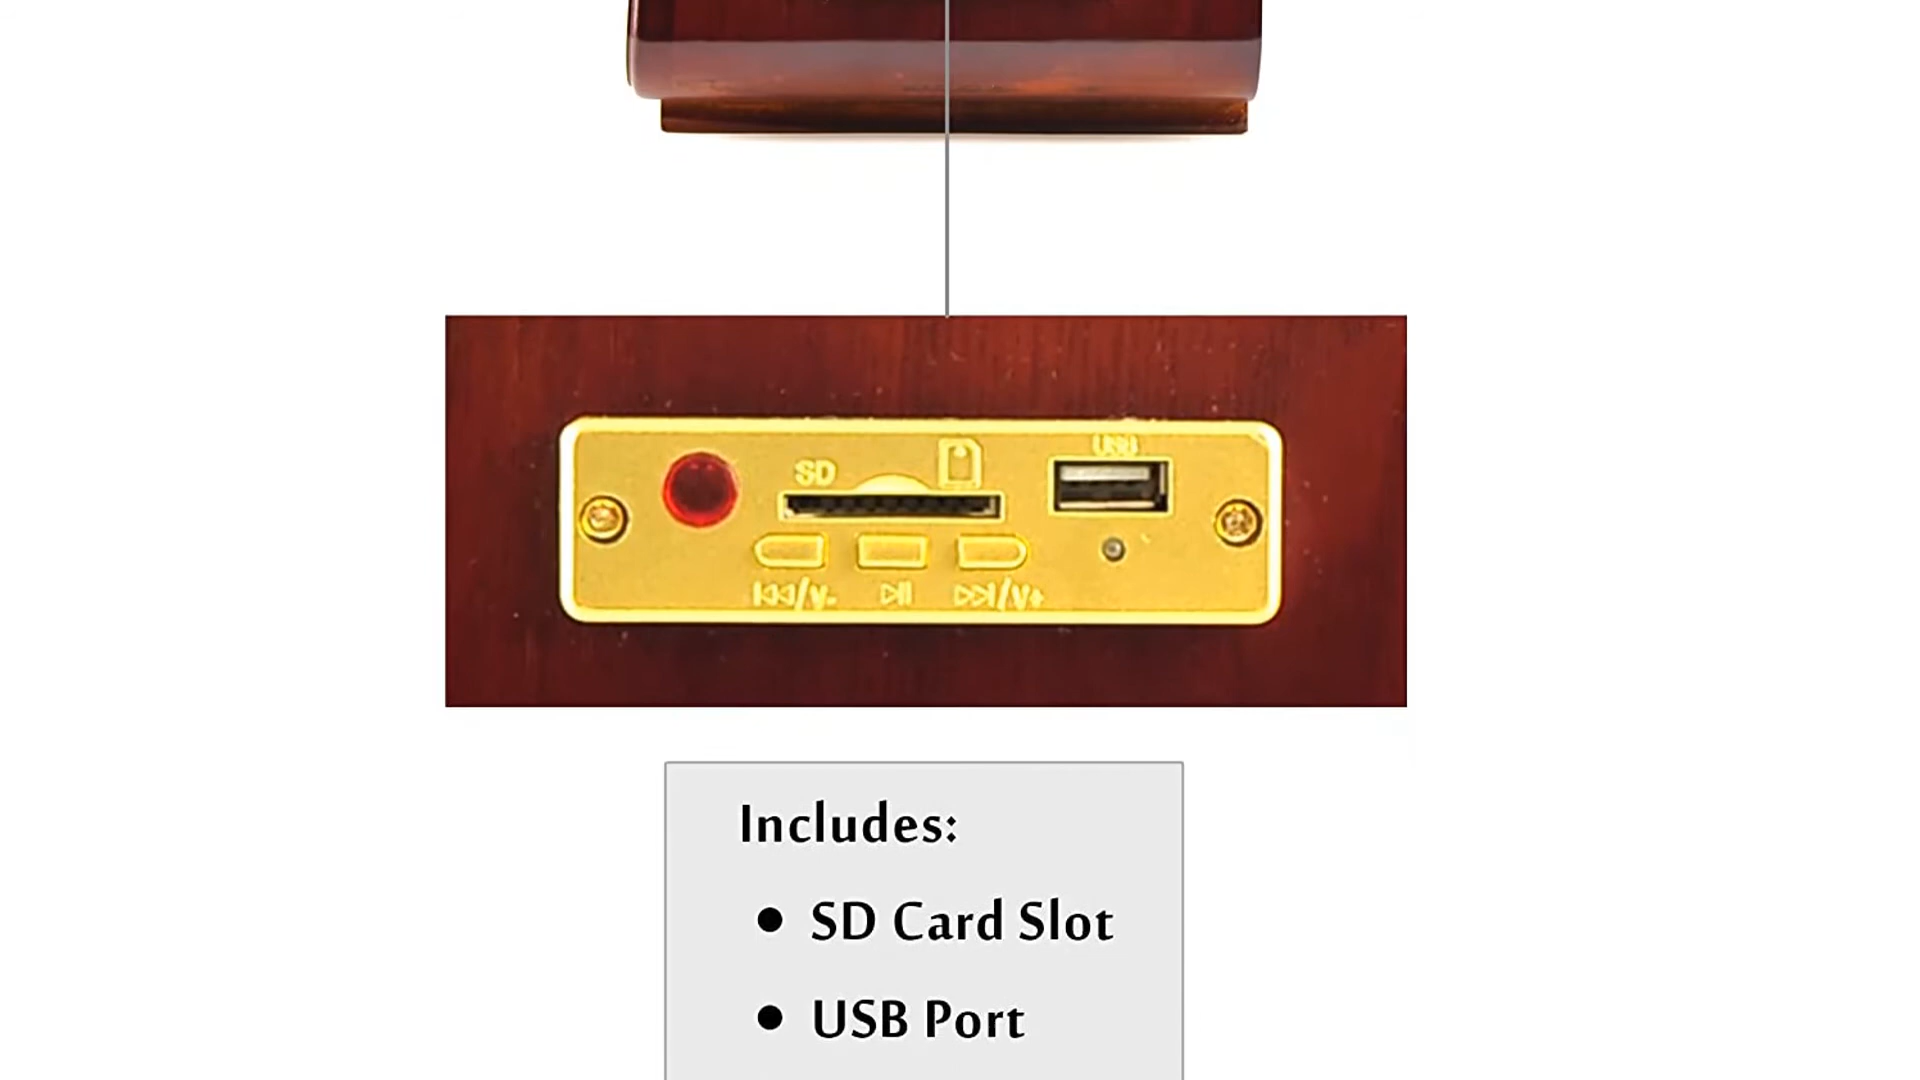 SD
USB
V-
V+
Includes:
• SD Card Slot
• USB Port